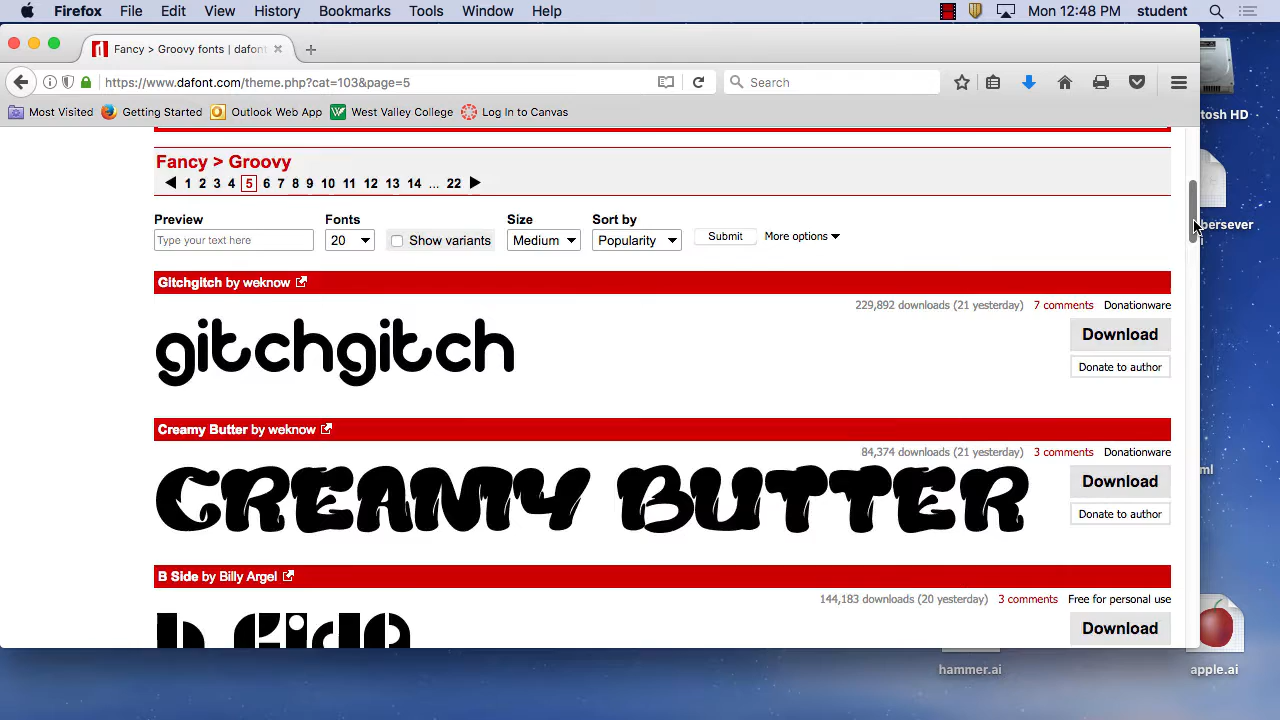 Firefox File Edit View History Bookmarks Tools Window Help Mon 12:48 PM student
Fancy > Groovy fonts | dafont
https://www.dafont.com/theme.php?cat=103&page=5 Search
Most Visited Getting Started Outlook Web App West Valley College Log In to Canvas
tosh HD
Fancy > Groovy
1 2 3 4 5 6 7 8 9 10 11 12 13 14 ... 22
Preview Fonts Size Sort by
Type your text here 20 Show variants Medium Popularity Submit More options
persever
Gitchgitch by weknow
229,892 downloads (21 yesterday) 7 comments Donationware
gitchgitch
Download
Donate to author
Creamy Butter by weknow
84,374 downloads (21 yesterday) 3 comments Donationware
CREAMY BUTTER
Download
Donate to author
B Side by Billy Argel
144,183 downloads (20 yesterday) 3 comments Free for personal use
b side
Download
hammer.ai apple.ai